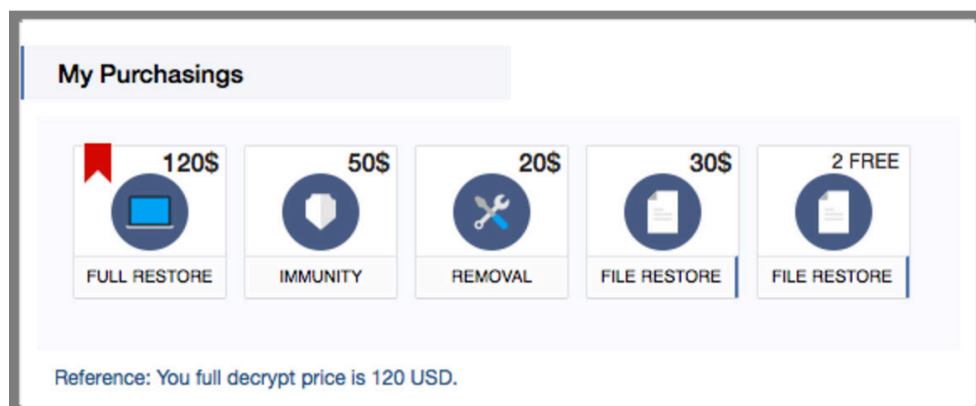 My Purchasings
120$
50$
20$
30$
2 FREE
FULL RESTORE
IMMUNITY
REMOVAL
FILE RESTORE
FILE RESTORE
Reference: You full decrypt price is 120 USD.